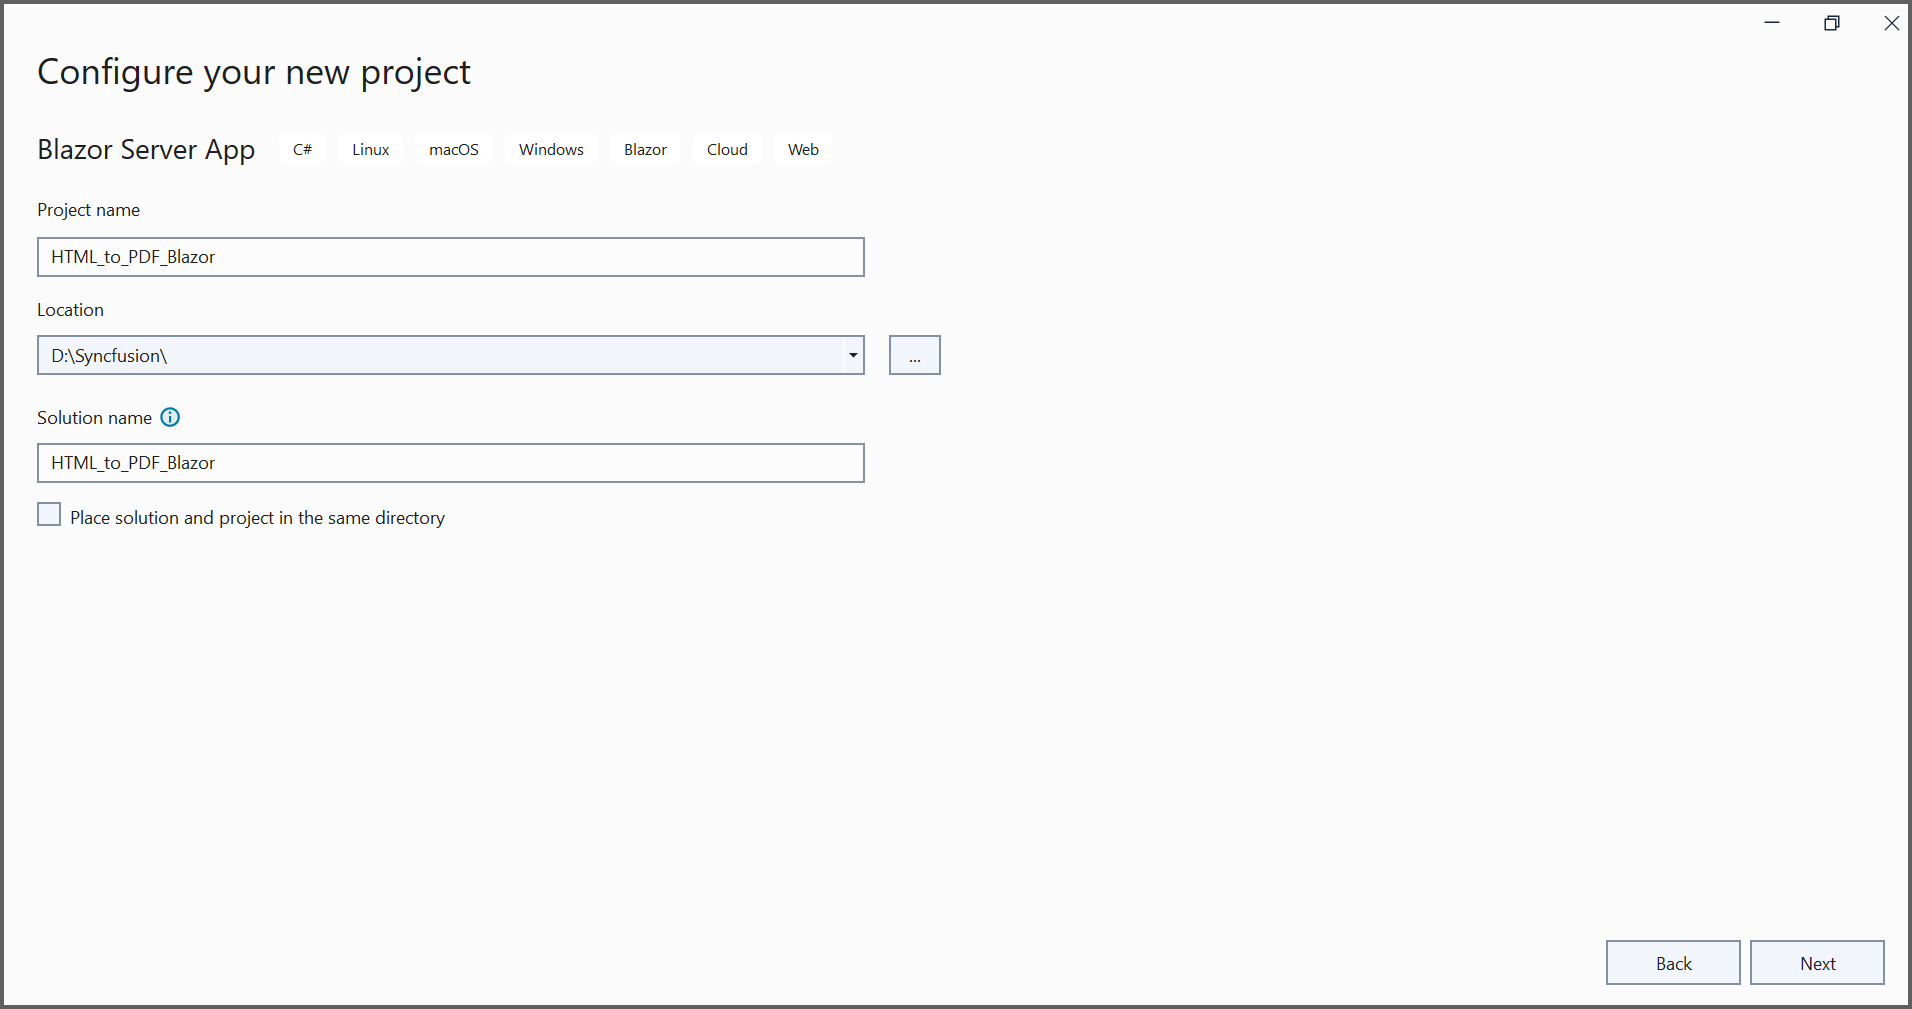 Configure your new project
Blazor Server App C# Linux macOS Windows Blazor Cloud Web
Project name
HTML_to_PDF_Blazor
Location
D:\Syncfusion\
...
Solution name
HTML_to_PDF_Blazor
Place solution and project in the same directory
Back Next